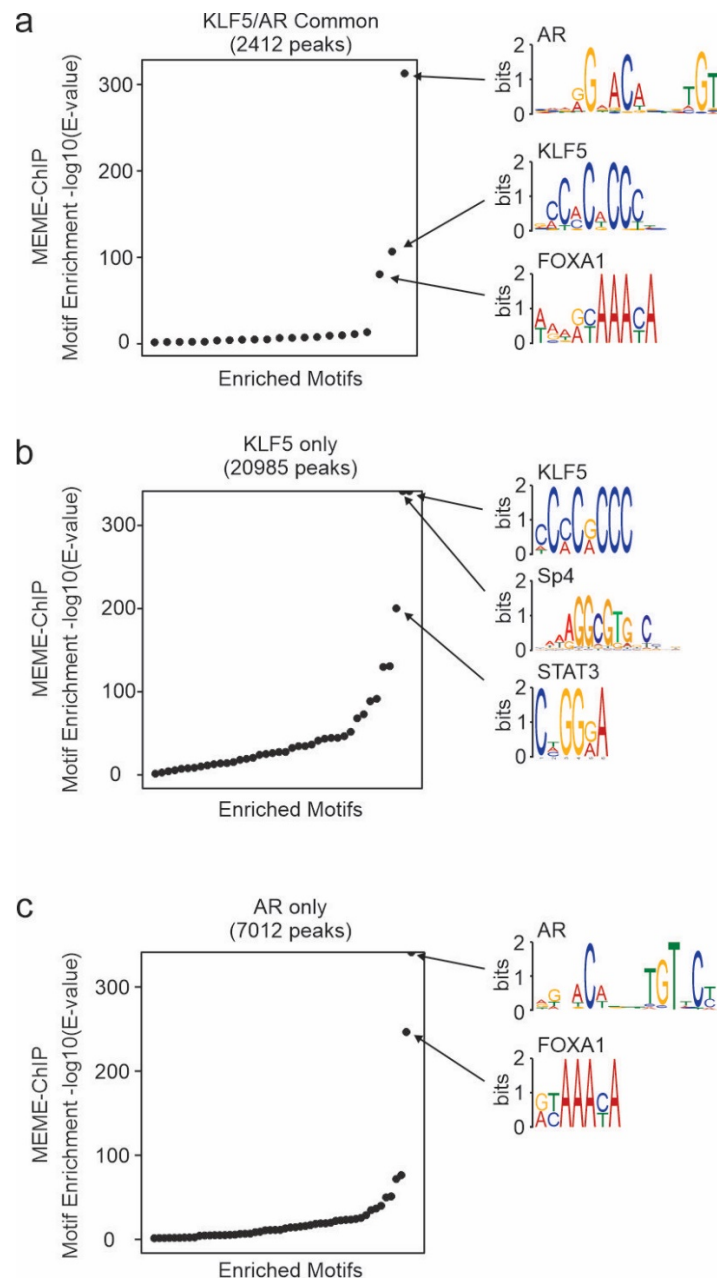 a
KLF5/AR Common
(2412 peaks)
MEME-ChIP
Motif Enrichment -log10(E-value)
300
200
100
0
Enriched Motifs
AR
bits
2
1
0
KLF5
bits
2
1
0
FOXA1
bits
2
1
0
b
KLF5 only
(20985 peaks)
MEME-ChIP
Motif Enrichment -log10(E-value)
300
200
100
0
Enriched Motifs
KLF5
bits
2
1
0
Sp4
bits
2
1
0
STAT3
bits
2
1
0
c
AR only
(7012 peaks)
MEME-ChIP
Motif Enrichment -log10(E-value)
300
200
100
0
Enriched Motifs
AR
bits
2
1
0
FOXA1
bits
2
1
0